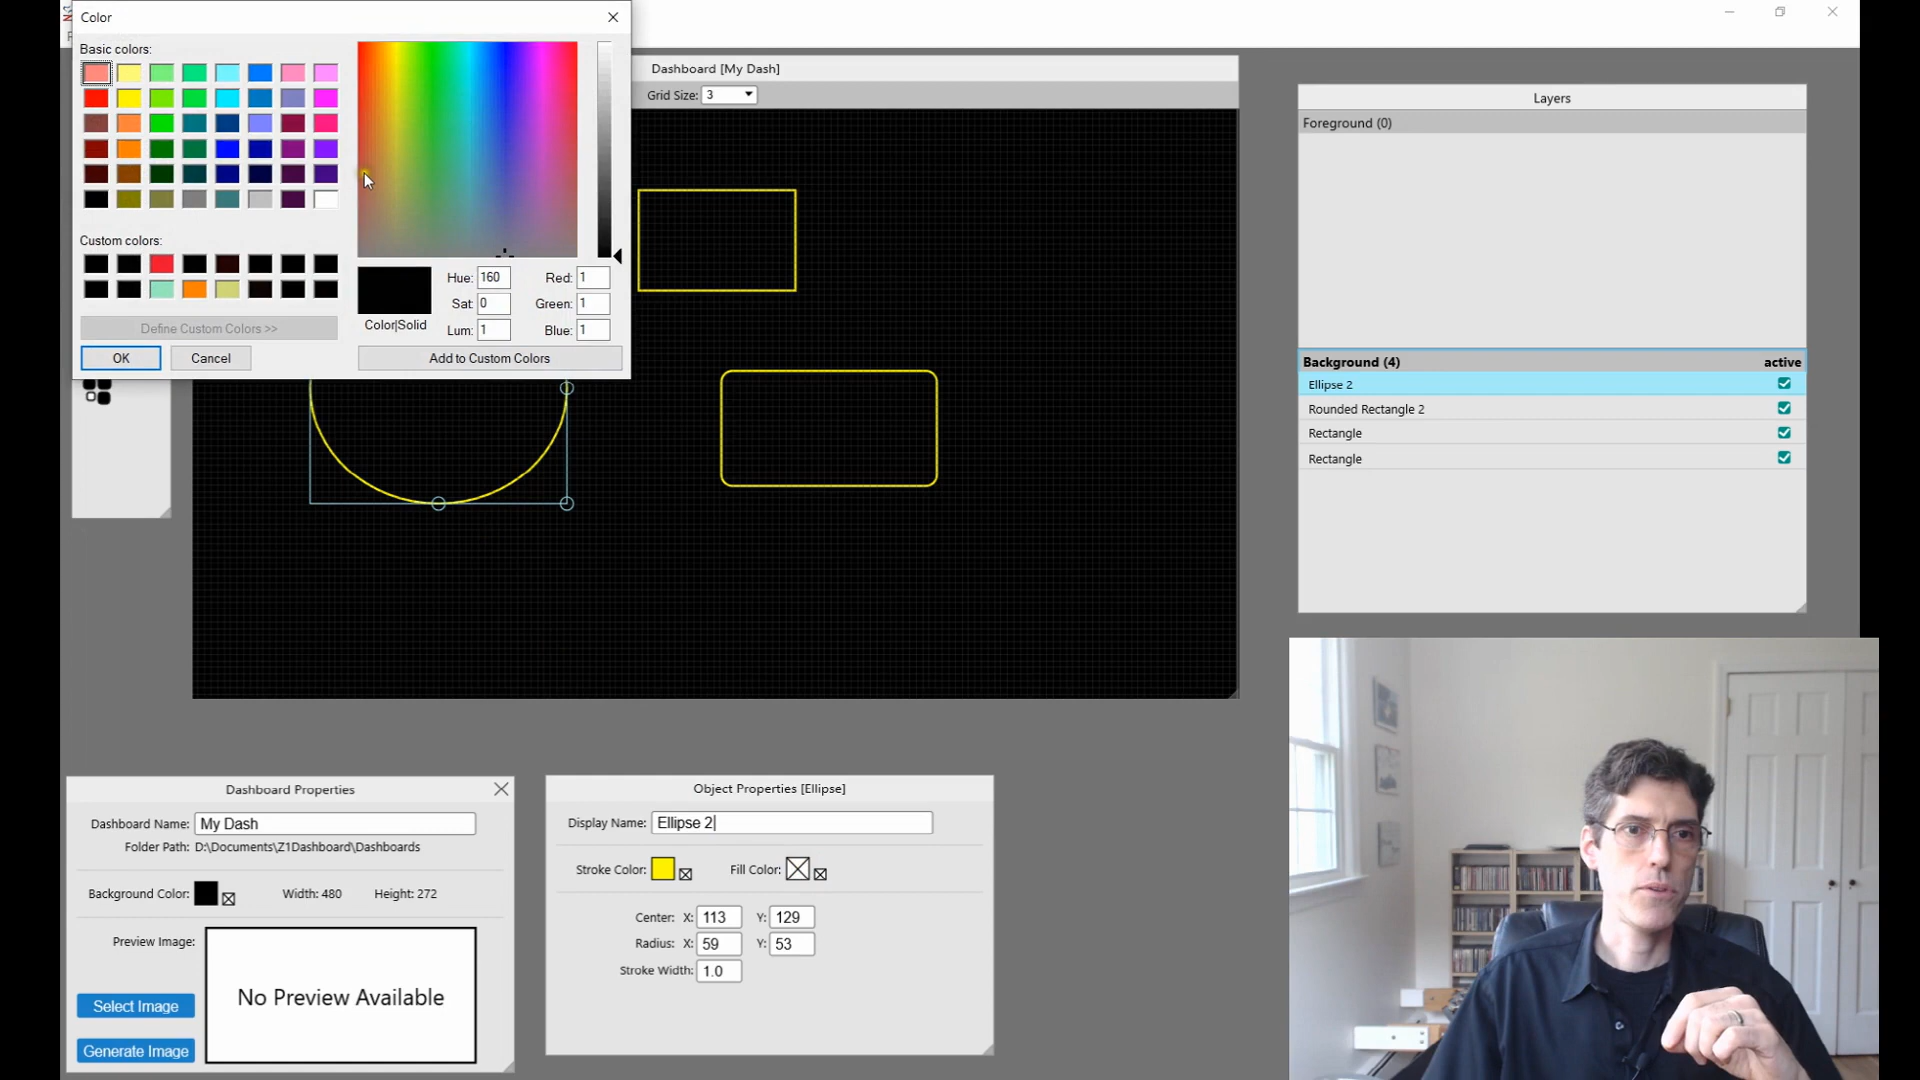 Color
Basic colors:
Custom colors:
Define Custom Colors >>
OK
Cancel
Color|Solid
Hue: 160
Sat: 0
Lum: 1
Red: 1
Green: 1
Blue: 1
Add to Custom Colors
Dashboard [My Dash]
Grid Size: 3
Layers
Foreground (0)
Background (4) active
Ellipse 2
Rounded Rectangle 2
Rectangle
Rectangle
Dashboard Properties
Dashboard Name: My Dash
Folder Path: D:\Documents\Z1Dashboard\Dashboards
Background Color: Width: 480 Height: 272
Preview Image:
No Preview Available
Select Image
Generate Image
Object Properties [Ellipse]
Display Name: Ellipse 2
Stroke Color: Fill Color:
Center: X: 113 Y: 129
Radius: X: 59 Y: 53
Stroke Width: 1.0